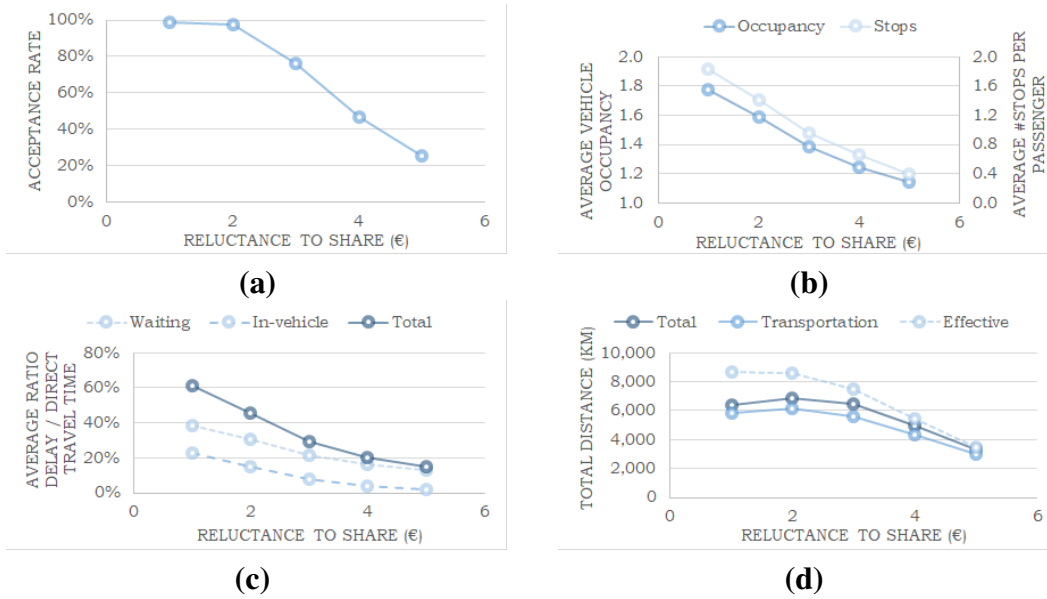 ACCEPTANCE RATE
100%
80%
60%
40%
20%
0%
0 2 4 6
RELUCTANCE TO SHARE (€)
(a)
Occupancy Stops
AVERAGE VEHICLE
OCCUPANCY
2.0
1.8
1.6
1.4
1.2
1.0
2.0
1.6
1.2
0.8
0.4
0.0
AVERAGE #STOPS PER
PASSENGER
0 2 4 6
RELUCTANCE TO SHARE (€)
(b)
Waiting In-vehicle Total
AVERAGE RATIO
DELAY / DIRECT
TRAVEL TIME
80%
60%
40%
20%
0%
0 2 4 6
RELUCTANCE TO SHARE (€)
(c)
Total Transportation Effective
TOTAL DISTANCE (KM)
10,000
8,000
6,000
4,000
2,000
0
0 2 4 6
RELUCTANCE TO SHARE (€)
(d)